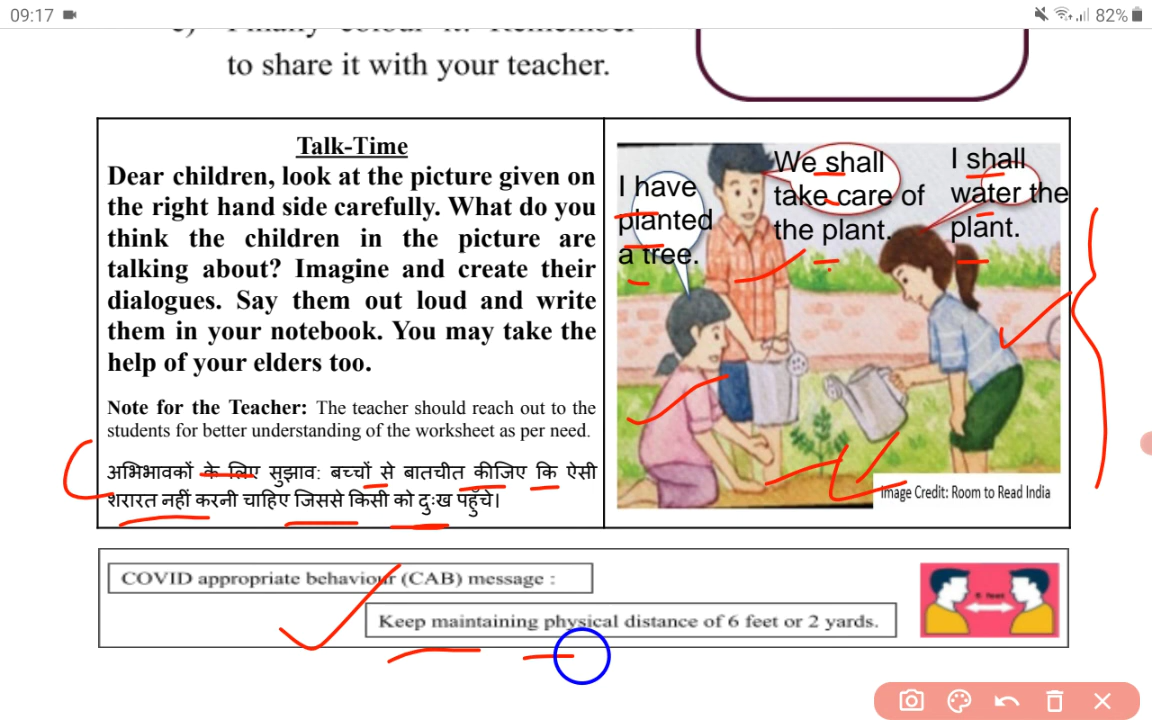 09:17
82%
to share it with your teacher.
Talk-Time
Dear children, look at the picture given on
the right hand side carefully. What do you
think the children in the picture are
talking about? Imagine and create their
dialogues. Say them out loud and write
them in your notebook. You may take the
help of your elders too.
Note for the Teacher: The teacher should reach out to the
students for better understanding of the worksheet as per need.
अभिभावकों के लिए सुझाव: बच्चों से बातचीत कीजिए कि ऐसी
शरारत नहीं करनी चाहिए जिससे किसी को दुःख पहुँचे।
I have
planted
a tree.
We shall
take care of
the plant.
I shall
water the
plant.
Image Credit: Room to Read India
COVID appropriate behaviour (CAB) message :
Keep maintaining physical distance of 6 feet or 2 yards.
6 feet